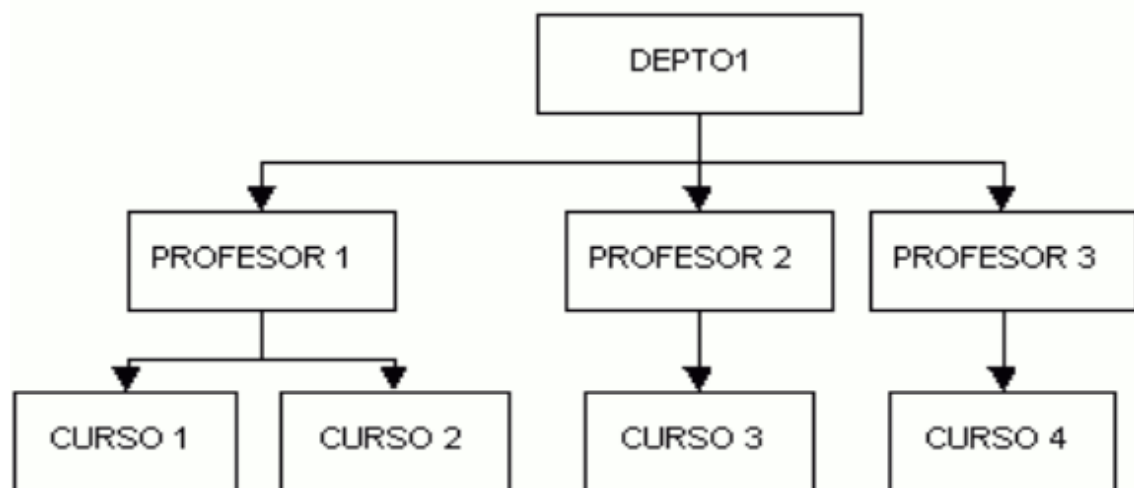 DEPTO1
PROFESOR 1
PROFESOR 2
PROFESOR 3
CURSO 1
CURSO 2
CURSO 3
CURSO 4